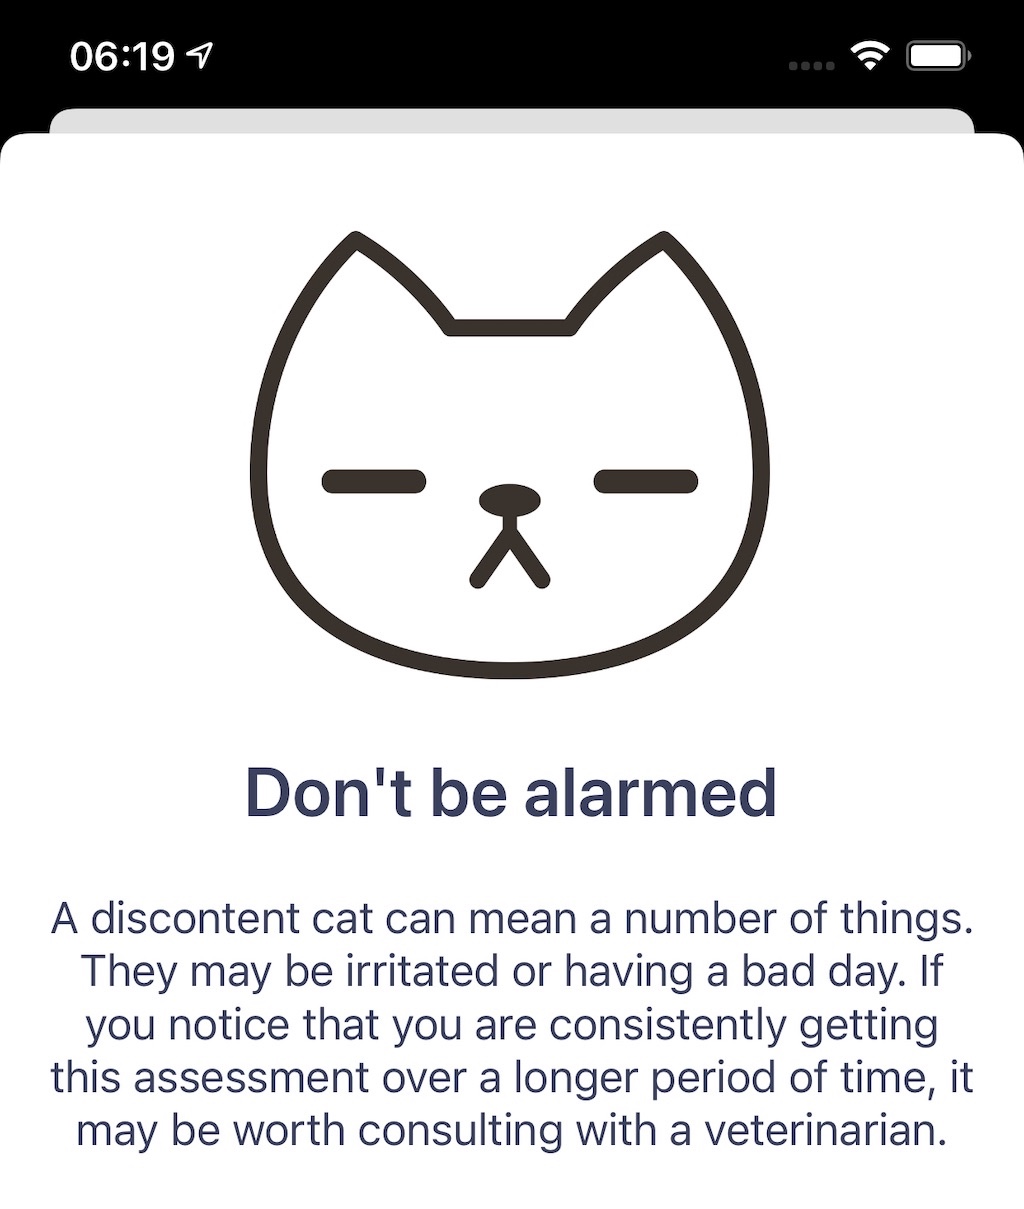 06:19
Don't be alarmed
A discontent cat can mean a number of things.
They may be irritated or having a bad day. If
you notice that you are consistently getting
this assessment over a longer period of time, it
may be worth consulting with a veterinarian.